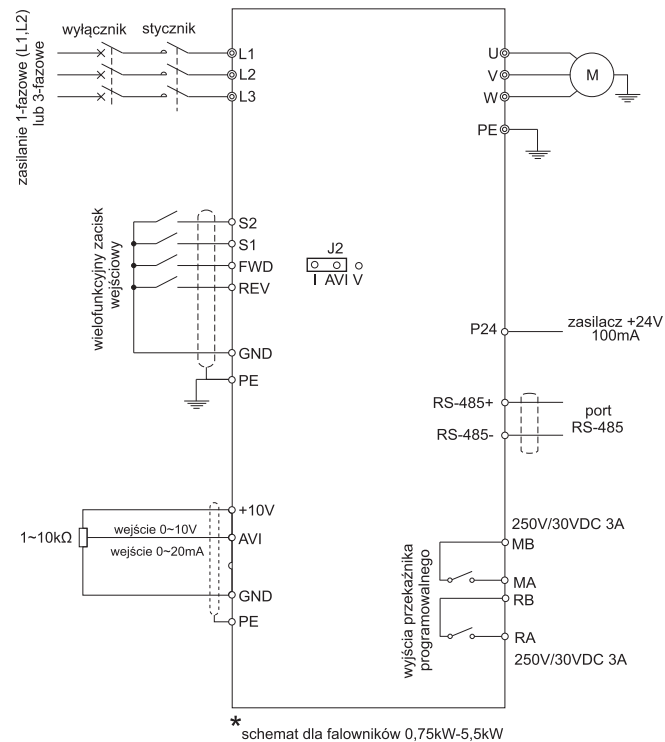 wyłącznik
stycznik
zasilanie 1-fazowe (L1,L2)
lub 3-fazowe
L1
L2
L3
U
V
W
M
PE
wielofunkcyjny zacisk
wejściowy
S2
S1
FWD
REV
GND
PE
J2
I AVI V
P24
zasilacz +24V
100mA
RS-485+
RS-485-
port
RS-485
1~10kΩ
+10V
wejście 0~10V
AVI
wejście 0~20mA
GND
PE
wyjścia przekaźnika
programowalnego
250V/30VDC 3A
MB
MA
RB
RA
250V/30VDC 3A
*schemat dla falowników 0,75kW-5,5kW